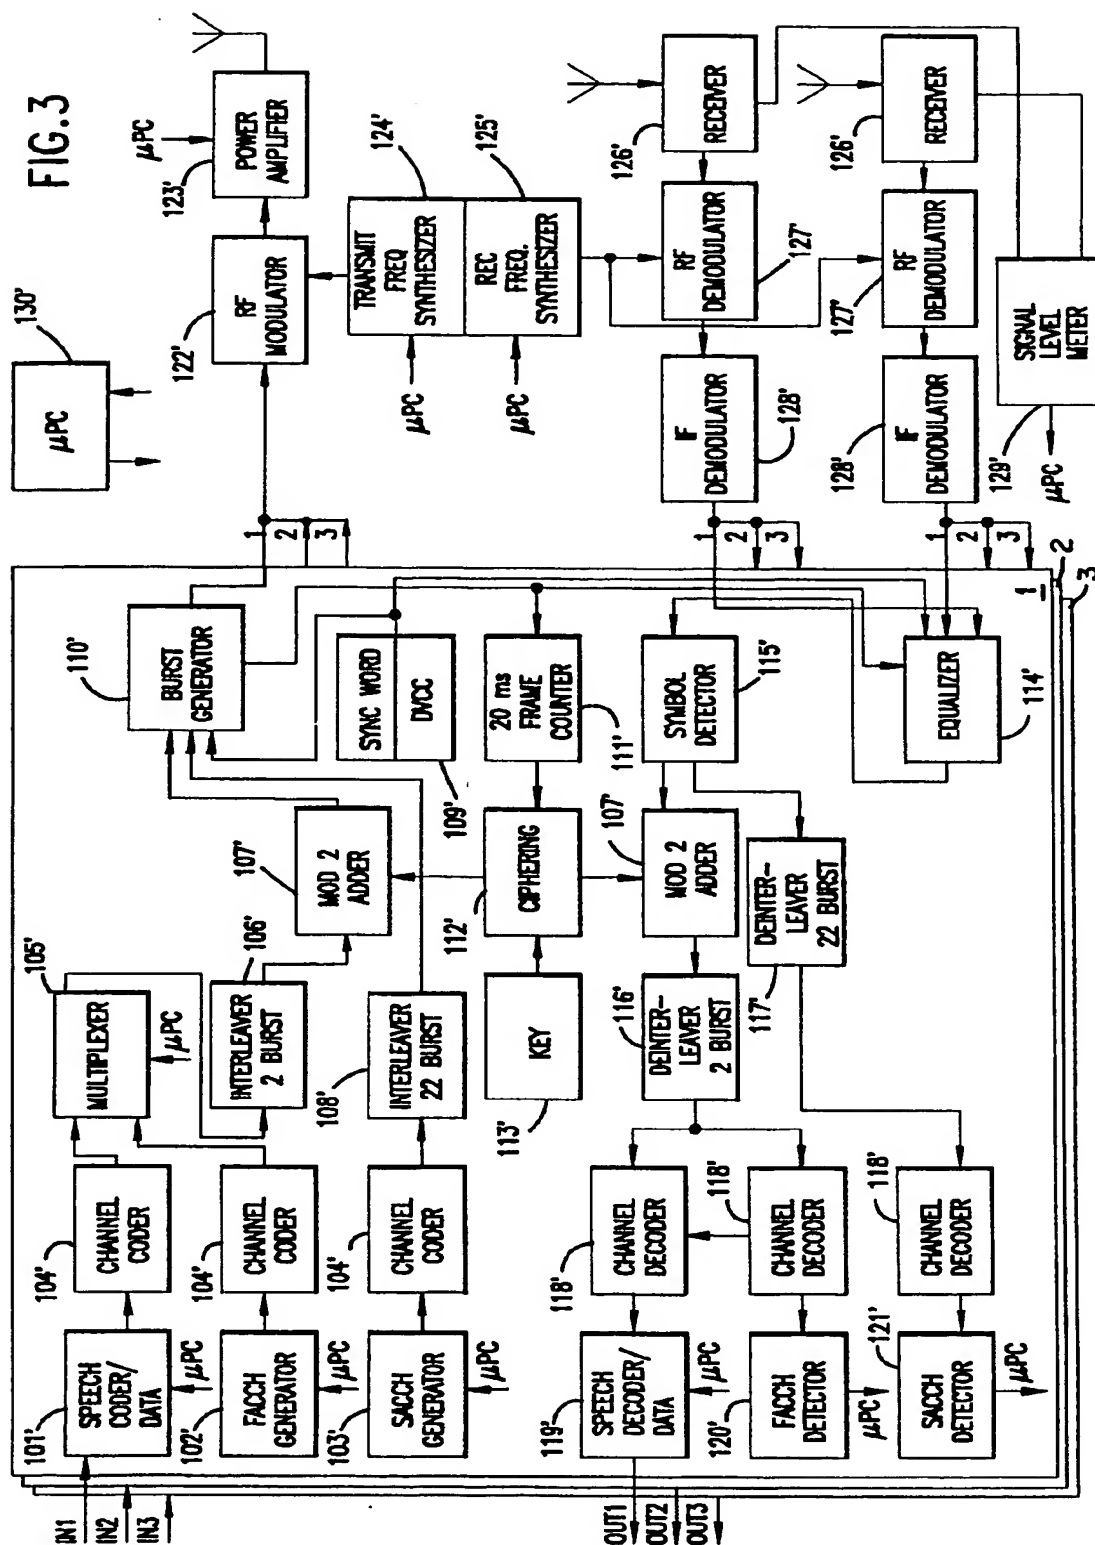 FIG.3
130'
μPC
μPC
123'
POWER
AMPLIFIER
122'
RF
MODULATOR
124'
TRANSMIT
FREQ
SYNTHESIZER
125'
REC
FREQ.
SYNTHESIZER
μPC
μPC
126'
RECEIVER
127'
RF
DEMODULATOR
128'
IF
DEMODULATOR
126'
RECEIVER
127'
RF
DEMODULATOR
128'
IF
DEMODULATOR
129'
SIGNAL
LEVEL
METER
μPC
1
2
3
1
2
3
1
2
3
1
2
3
110'
BURST
GENERATOR
SYNC WORD
DVCC
109'
20 ms
FRAME
COUNTER
111'
SYMBOL
DETECTOR
115'
EQUALIZER
114'
107'
MOD 2
ADDER
112'
CIPHERING
107'
MOD 2
ADDER
DEINTER-
LEAVER
22 BURST
117'
105'
MULTIPLEXER
μPC
106'
INTERLEAVER
2 BURST
108'
INTERLEAVER
22 BURST
KEY
113'
116'
DEINTER-
LEAVER
2 BURST
104'
CHANNEL
CODER
104'
CHANNEL
CODER
104'
CHANNEL
CODER
118'
CHANNEL
DECODER
118'
CHANNEL
DECODER
118'
CHANNEL
DECODER
101'
SPEECH
CODER/
DATA
μPC
102'
FACCH
GENERATOR
μPC
103'
SACCH
GENERATOR
μPC
119'
SPEECH
DECODER/
DATA
μPC
120'
FACCH
DETECTOR
μPC
121'
SACCH
DETECTOR
μPC
IN1
IN2
IN3
OUT1
OUT2
OUT3